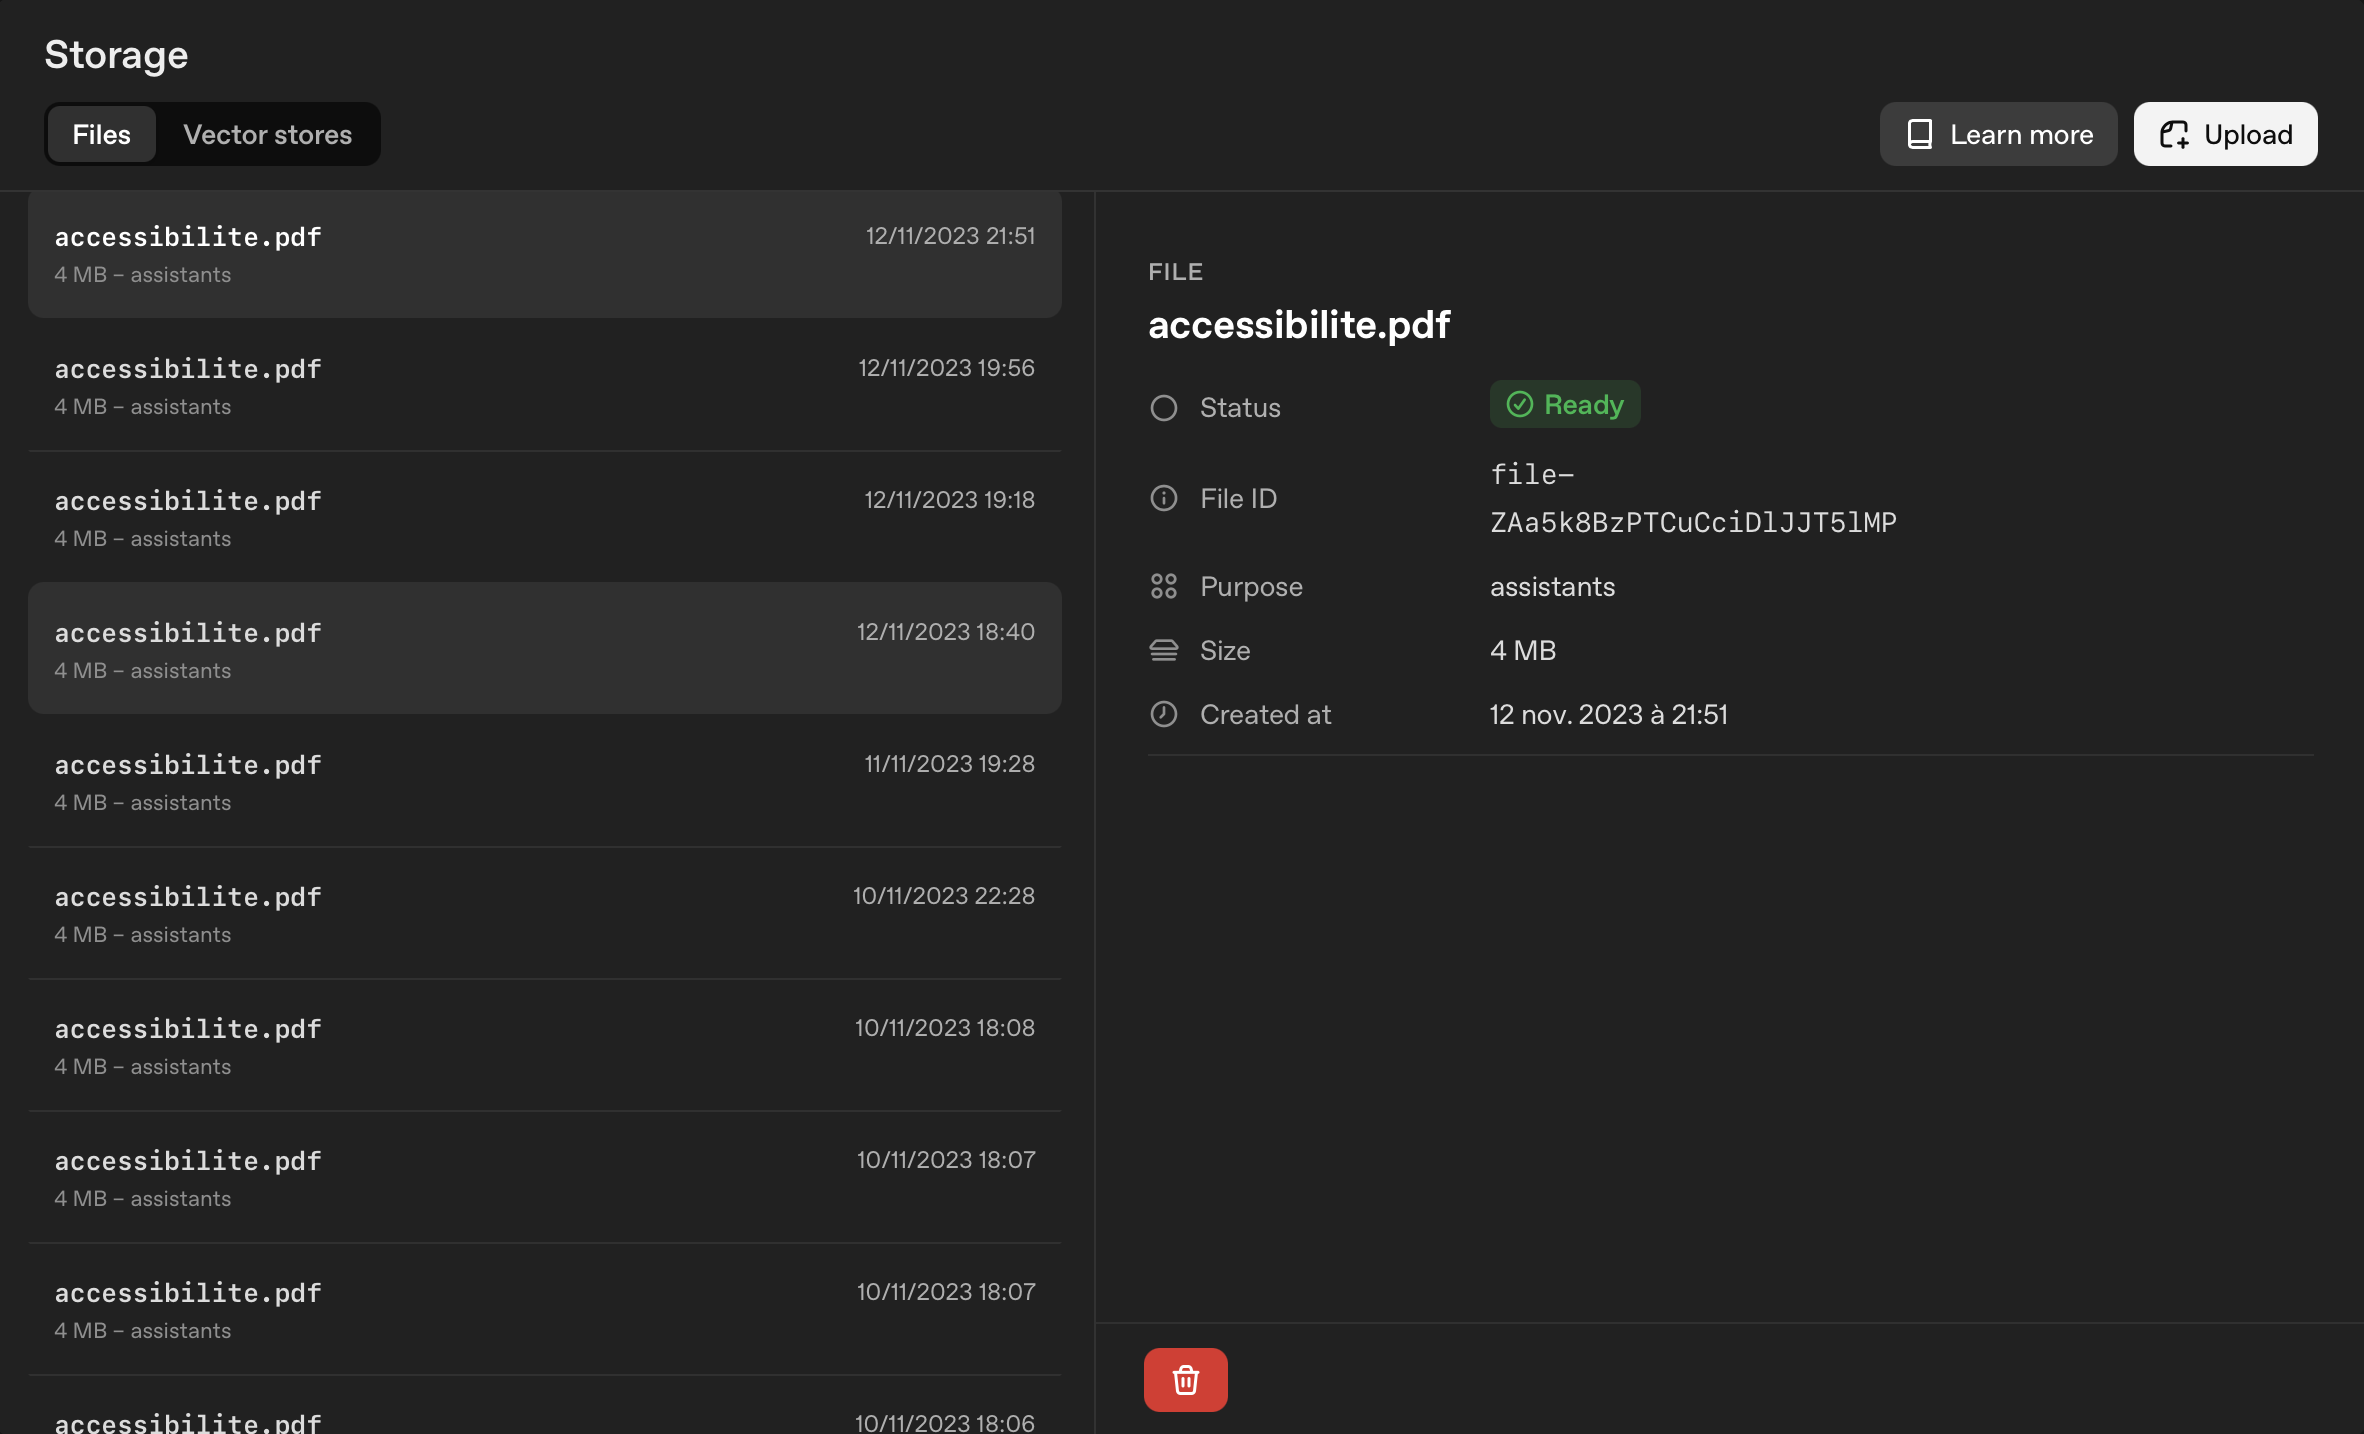 Storage
Files
Vector stores
Learn more
Upload
accessibilite.pdf
12/11/2023 21:51
4 MB – assistants
accessibilite.pdf
12/11/2023 19:56
4 MB – assistants
accessibilite.pdf
12/11/2023 19:18
4 MB – assistants
accessibilite.pdf
12/11/2023 18:40
4 MB – assistants
accessibilite.pdf
11/11/2023 19:28
4 MB – assistants
accessibilite.pdf
10/11/2023 22:28
4 MB – assistants
accessibilite.pdf
10/11/2023 18:08
4 MB – assistants
accessibilite.pdf
10/11/2023 18:07
4 MB – assistants
accessibilite.pdf
10/11/2023 18:07
4 MB – assistants
accessibilite.pdf
10/11/2023 18:06
FILE
accessibilite.pdf
Status
Ready
File ID
file-
ZAa5k8BzPTCuCciDlJJT5lMP
Purpose
assistants
Size
4 MB
Created at
12 nov. 2023 à 21:51